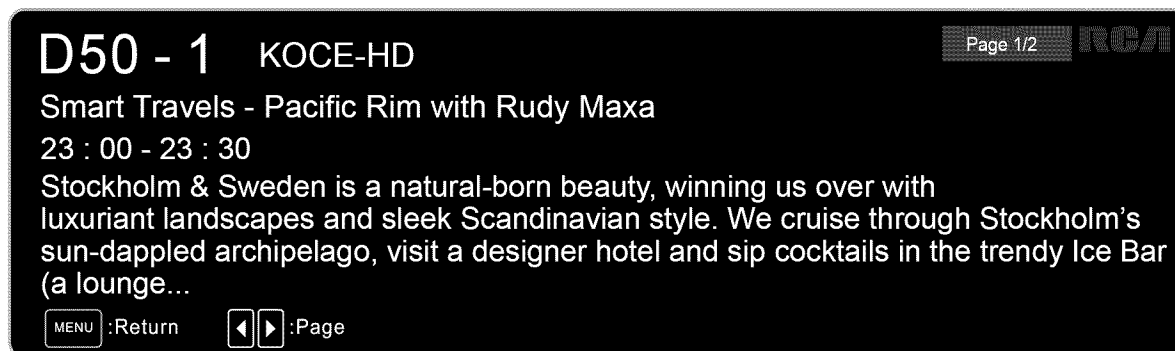 D50 - 1 KOCE-HD Page 1/2 RCA
Smart Travels - Pacific Rim with Rudy Maxa
23 : 00 - 23 : 30
Stockholm & Sweden is a natural-born beauty, winning us over with
luxuriant landscapes and sleek Scandinavian style. We cruise through Stockholm's
sun-dappled archipelago, visit a designer hotel and sip cocktails in the trendy Ice Bar
(a lounge...
MENU :Return :Page